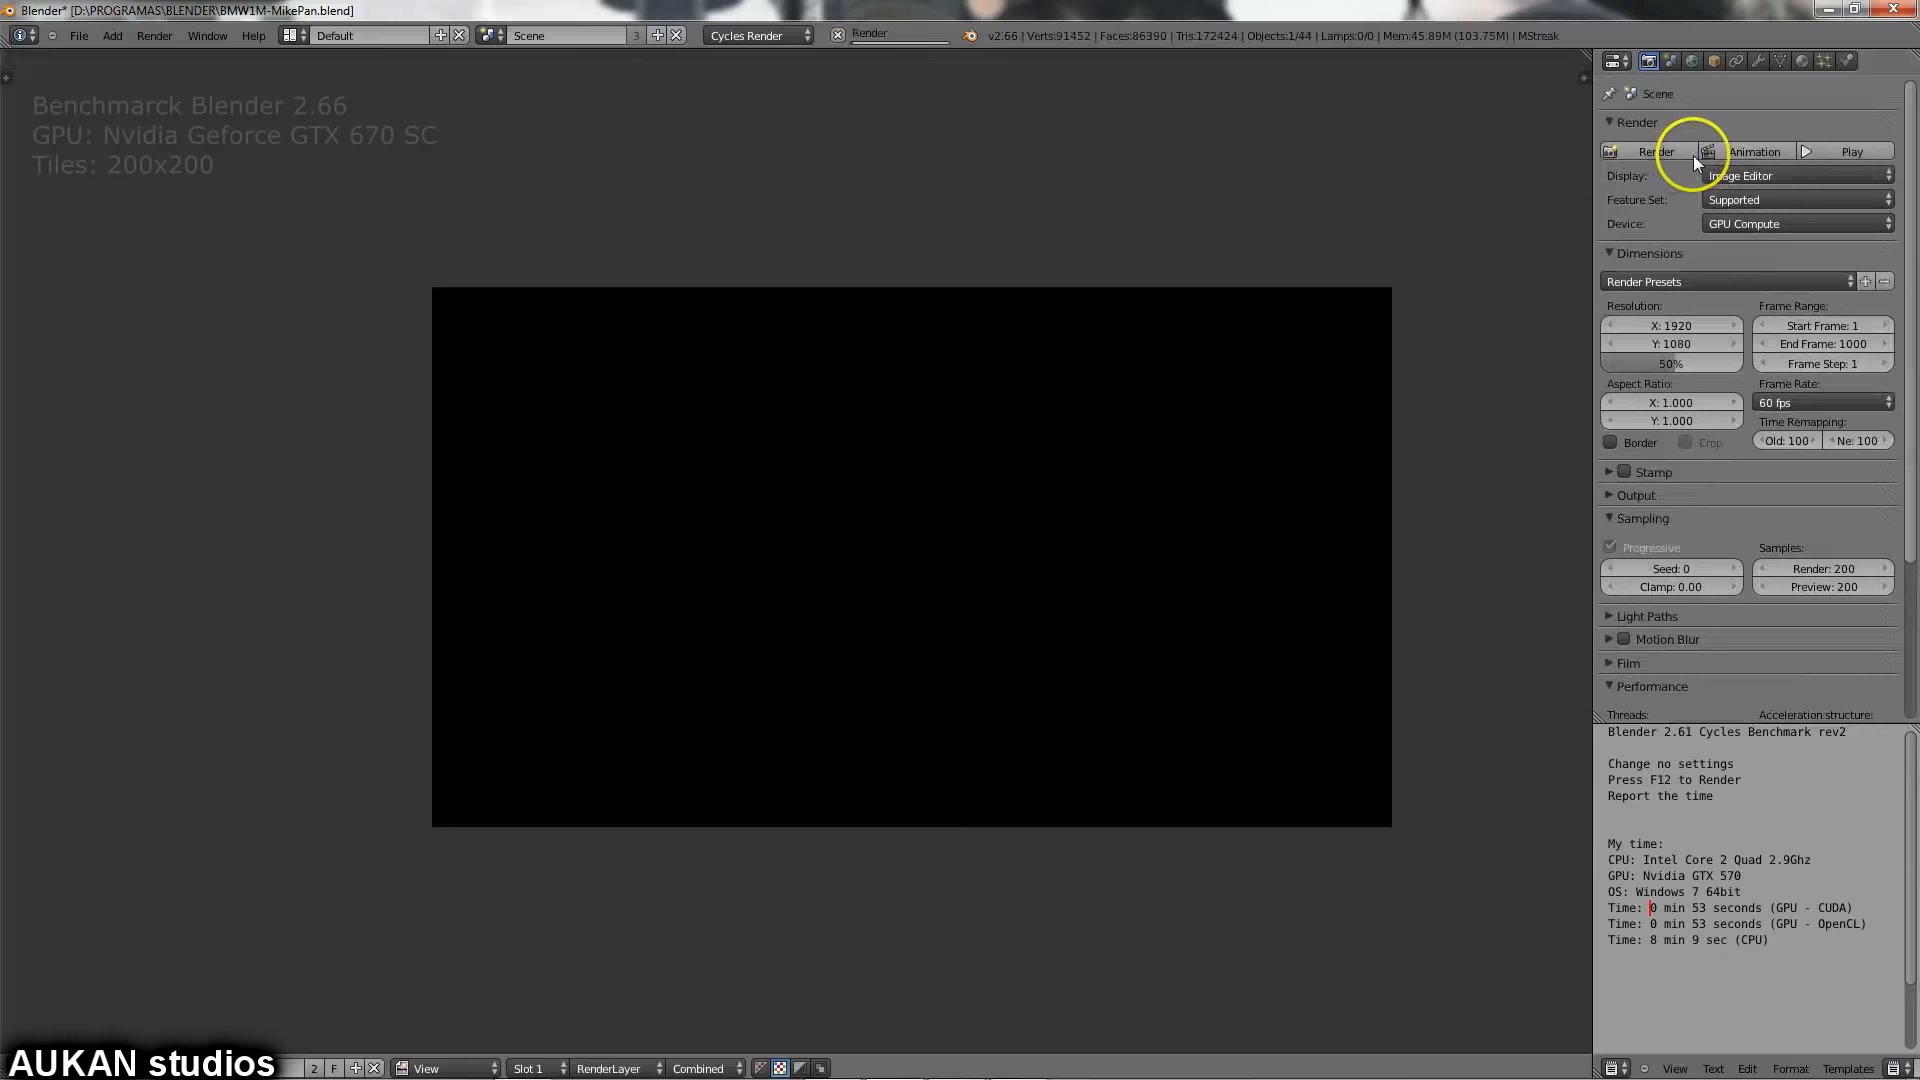 Blender* [D:\PROGRAMAS\BLENDER\BMW1M-MikePan.blend]
File Add Render Window Help Default Scene 3 Cycles Render Render v2.66 | Verts:91452 | Faces:86390 | Tris:172424 | Objects:1/44 | Lamps:0/0 | Mem:45.89M (103.75M) | MStreak
Benchmarck Blender 2.66
GPU: Nvidia Geforce GTX 670 SC
Tiles: 200x200
Scene
Render
Render Animation Play
Display: Image Editor
Feature Set: Supported
Device: GPU Compute
Dimensions
Render Presets
Resolution: Frame Range:
X: 1920 Start Frame: 1
Y: 1080 End Frame: 1000
50% Frame Step: 1
Aspect Ratio: Frame Rate:
X: 1.000 60 fps
Y: 1.000 Time Remapping:
Border Crop Old: 100 Ne: 100
Stamp
Output
Sampling
Progressive Samples:
Seed: 0 Render: 200
Clamp: 0.00 Preview: 200
Light Paths
Motion Blur
Film
Performance
Threads: Acceleration structure:
Blender 2.61 Cycles Benchmark rev2
Change no settings
Press F12 to Render
Report the time
My time:
CPU: Intel Core 2 Quad 2.9Ghz
GPU: Nvidia GTX 570
OS: Windows 7 64bit
Time: 0 min 53 seconds (GPU - CUDA)
Time: 0 min 53 seconds (GPU - OpenCL)
Time: 8 min 9 sec (CPU)
AUKAN studios
2 F View Slot 1 RenderLayer Combined
View Text Edit Format Templates